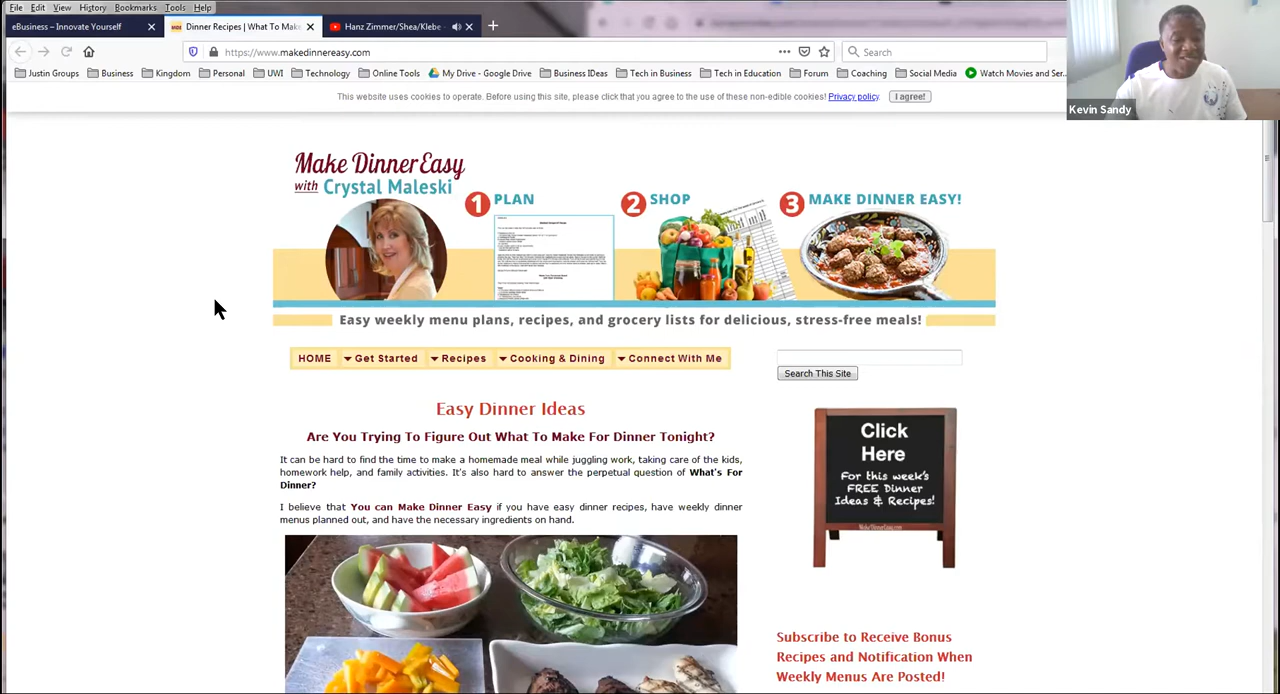 File Edit View History Bookmarks Tools Help
eBusiness – Innovate Yourself
Dinner Recipes | What To Mak
Hanz Zimmer/Shea/Klebe
https://www.makedinnereasy.com
Search
Justin Groups Business Kingdom Personal UWI Technology Online Tools My Drive - Google Drive Business IDeas Tech in Business Tech in Education Forum Coaching Social Media Watch Movies and Ser...
Kevin Sandy
This website uses cookies to operate. Before using this site, please click that you agree to the use of these non-edible cookies! Privacy policy. I agree!
Make Dinner Easy
with Crystal Maleski
1 PLAN
2 SHOP
3 MAKE DINNER EASY!
Easy weekly menu plans, recipes, and grocery lists for delicious, stress-free meals!
HOME Get Started Recipes Cooking & Dining Connect With Me
Search This Site
Easy Dinner Ideas
Are You Trying To Figure Out What To Make For Dinner Tonight?
It can be hard to find the time to make a homemade meal while juggling work, taking care of the kids,
homework help, and family activities. It's also hard to answer the perpetual question of What's For
Dinner?
I believe that You can Make Dinner Easy if you have easy dinner recipes, have weekly dinner
menus planned out, and have the necessary ingredients on hand.
Click
Here
For this week's
FREE Dinner
Ideas & Recipes!
MakeDinnerEasy.com
Subscribe to Receive Bonus
Recipes and Notification When
Weekly Menus Are Posted!